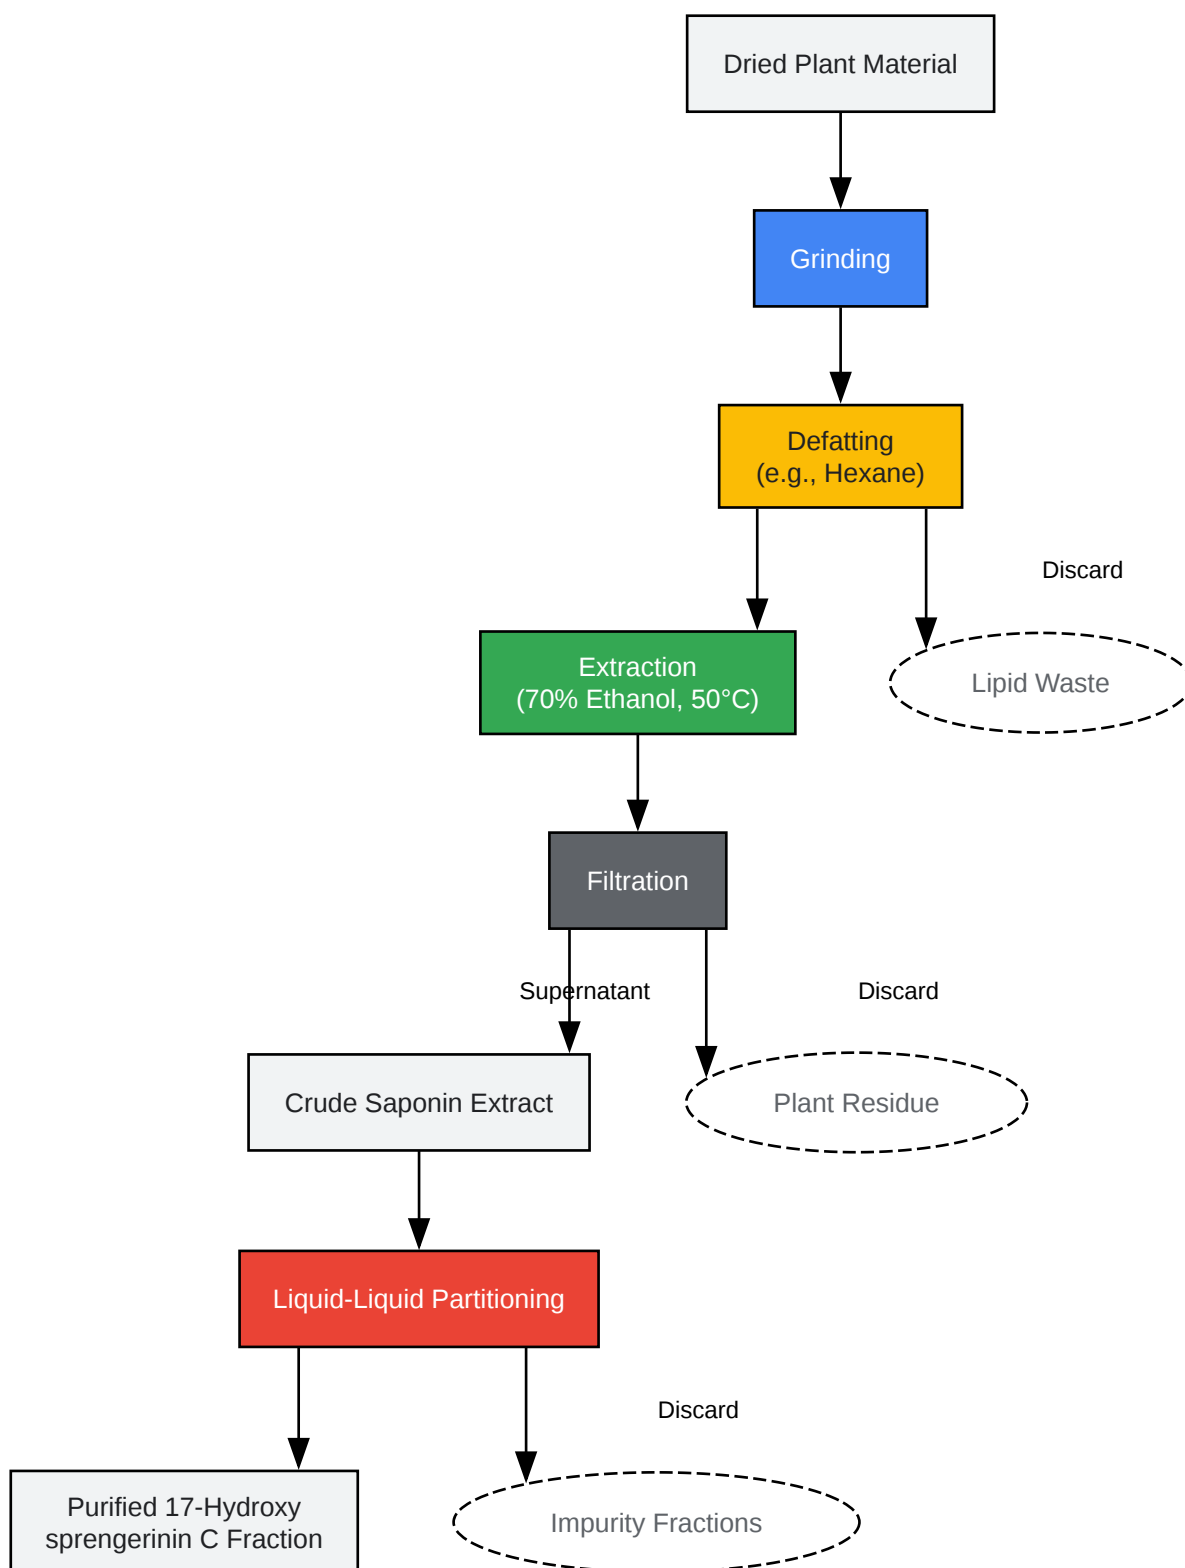 Dried Plant Material
Grinding
Defatting
(e.g., Hexane)
Discard
Extraction
(70% Ethanol, 50°C)
Lipid Waste
Filtration
Supernatant
Discard
Crude Saponin Extract
Plant Residue
Liquid-Liquid Partitioning
Discard
Purified 17-Hydroxy
sprengerinin C Fraction
Impurity Fractions